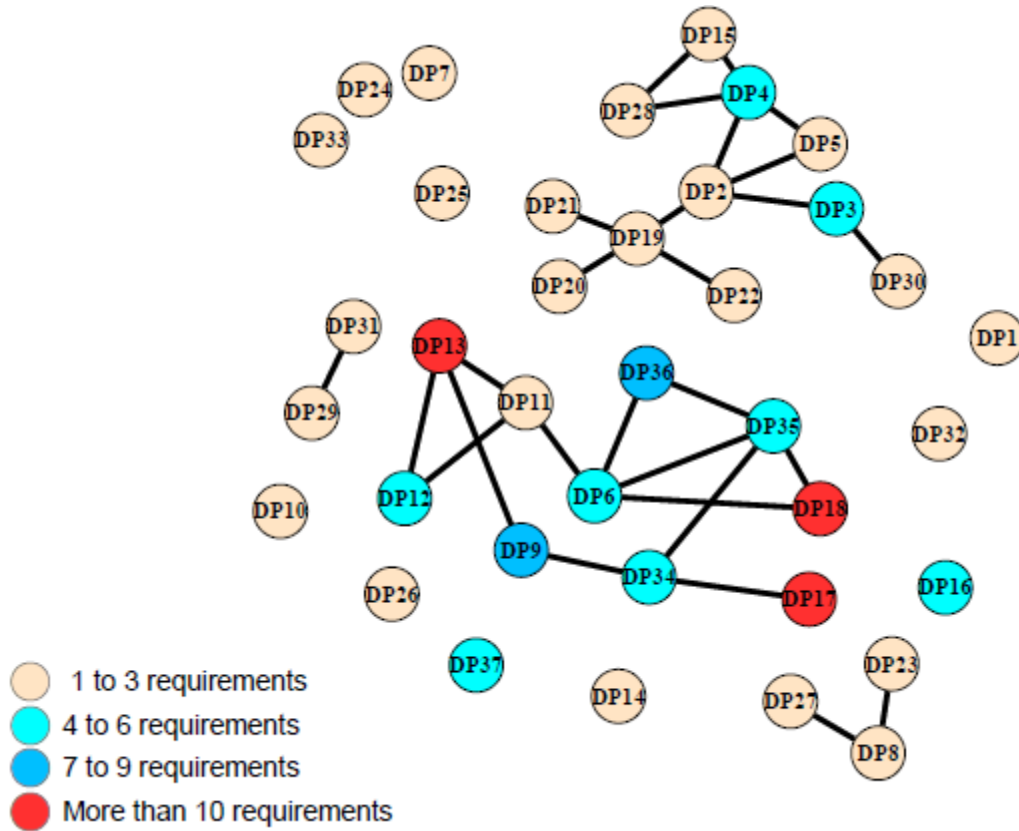 DP15
DP7
DP24
DP4
DP28
DP33
DP5
DP25
DP2
DP21
DP3
DP19
DP30
DP20
DP22
DP31
DP1
DP13
DP36
DP11
DP29
DP35
DP32
DP12
DP6
DP18
DP10
DP9
DP34
DP16
DP26
DP17
DP37
DP23
DP14
DP27
DP8
1 to 3 requirements
4 to 6 requirements
7 to 9 requirements
More than 10 requirements